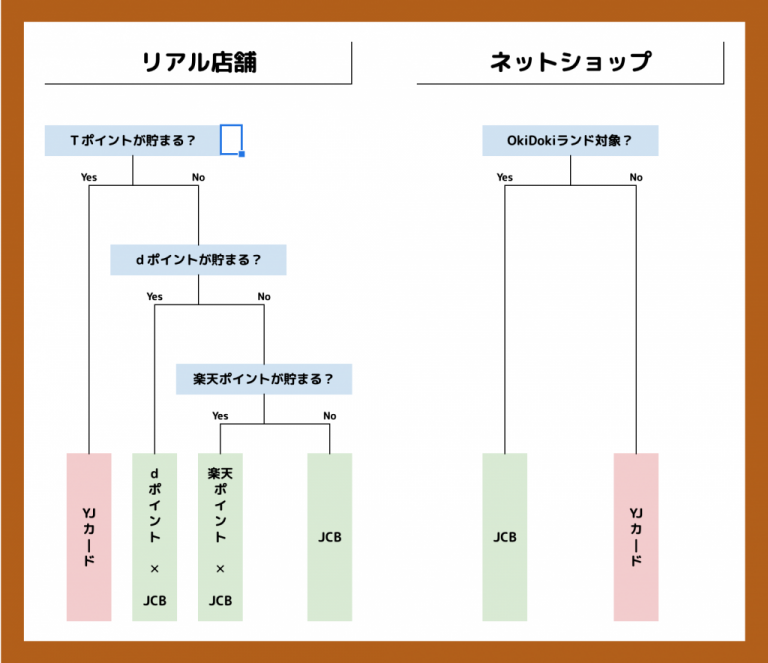 リアル店舗
Tポイントが貯まる？
Yes
No
dポイントが貯まる？
Yes
No
楽天ポイントが貯まる？
Yes
No
YJカード
dポイント × JCB
楽天ポイント × JCB
JCB
ネットショップ
OkiDokiランド対象？
Yes
No
JCB
YJカード